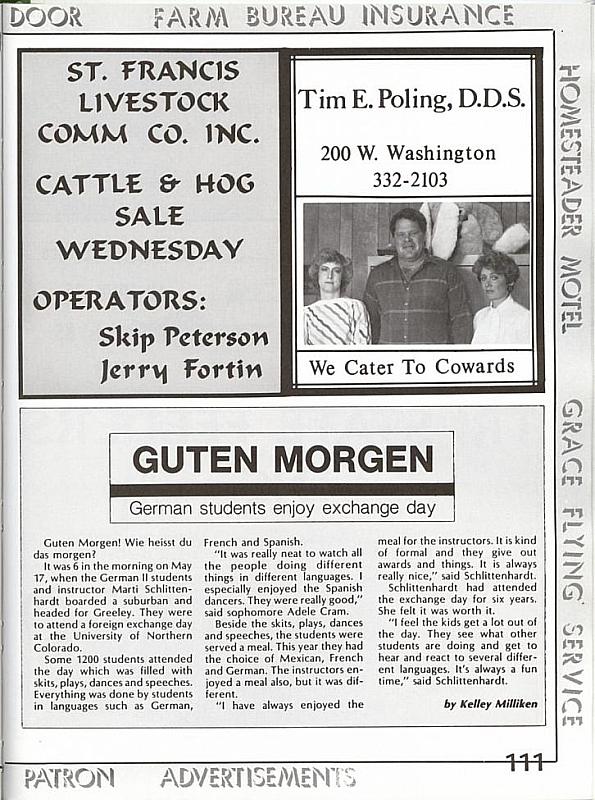 DOOR FARM BUREAU INSURANCE
ST. FRANCIS
LIVESTOCK
COMM CO. INC.
CATTLE & HOG
SALE
WEDNESDAY
OPERATORS:
Skip Peterson
Jerry Fortin
Tim E. Poling, D.D.S.
200 W. Washington
332-2103
We Cater To Cowards
HOMESTEADER MOTEL
GRACE FLYING SERVICE
GUTEN MORGEN
German students enjoy exchange day
Guten Morgen! Wie heisst du
das morgen?
It was 6 in the morning on May
17, when the German II students
and instructor Marti Schlitten-
hardt boarded a suburban and
headed for Greeley. They were
to attend a foreign exchange day
at the University of Northern
Colorado.
Some 1200 students attended
the day which was filled with
skits, plays, dances and speeches.
Everything was done by students
in languages such as German,
French and Spanish.
"It was really neat to watch all
the people doing different
things in different languages. I
especially enjoyed the Spanish
dancers. They were really good,"
said sophomore Adele Cram.
Beside the skits, plays, dances
and speeches, the students were
served a meal. This year they had
the choice of Mexican, French
and German. The instructors en-
joyed a meal also, but it was dif-
ferent.
"I have always enjoyed the
meal for the instructors. It is kind
of formal and they give out
awards and things. It is always
really nice," said Schlittenhardt.
Schlittenhardt had attended
the exchange day for six years.
She felt it was worth it.
"I feel the kids get a lot out of
the day. They see what other
students are doing and get to
hear and react to several differ-
ent languages. It's always a fun
time," said Schlittenhardt.
by Kelley Milliken
111
PATRON ADVERTISEMENTS